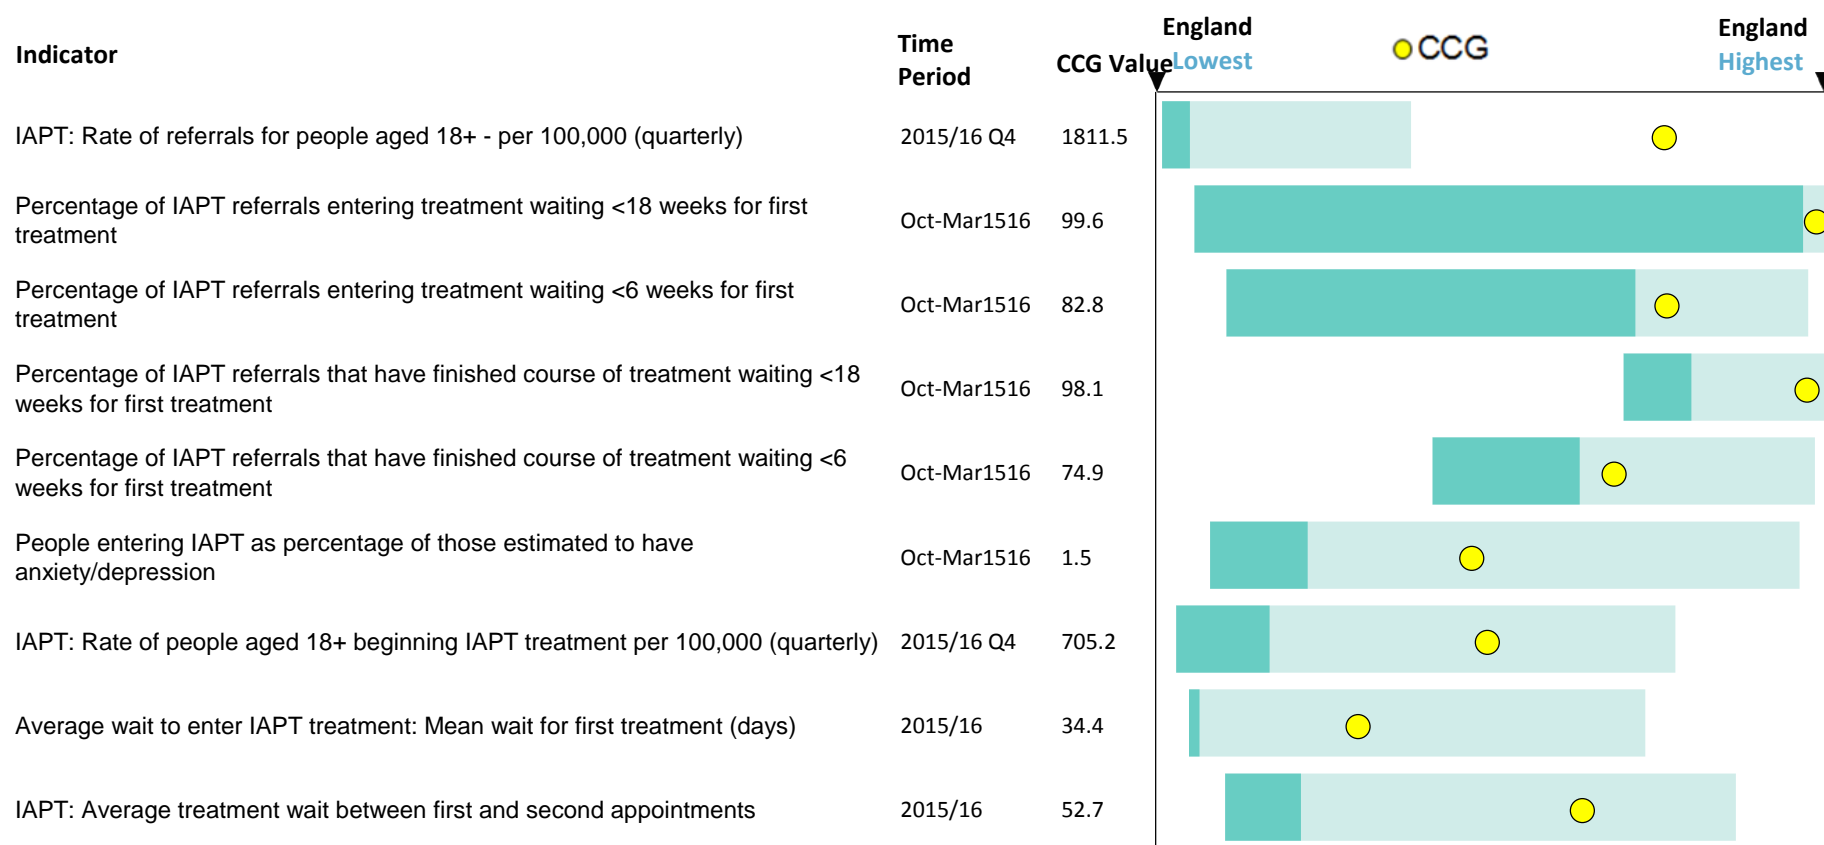 Indicator
Time
Period
CCG Value
England
Lowest
CCG
England
Highest
IAPT: Rate of referrals for people aged 18+ - per 100,000 (quarterly) 2015/16 Q4 1811.5
Percentage of IAPT referrals entering treatment waiting <18 weeks for first
treatment
Oct-Mar1516 99.6
Percentage of IAPT referrals entering treatment waiting <6 weeks for first
treatment
Oct-Mar1516 82.8
Percentage of IAPT referrals that have finished course of treatment waiting <18
weeks for first treatment
Oct-Mar1516 98.1
Percentage of IAPT referrals that have finished course of treatment waiting <6
weeks for first treatment
Oct-Mar1516 74.9
People entering IAPT as percentage of those estimated to have
anxiety/depression
Oct-Mar1516 1.5
IAPT: Rate of people aged 18+ beginning IAPT treatment per 100,000 (quarterly) 2015/16 Q4 705.2
Average wait to enter IAPT treatment: Mean wait for first treatment (days) 2015/16 34.4
IAPT: Average treatment wait between first and second appointments 2015/16 52.7